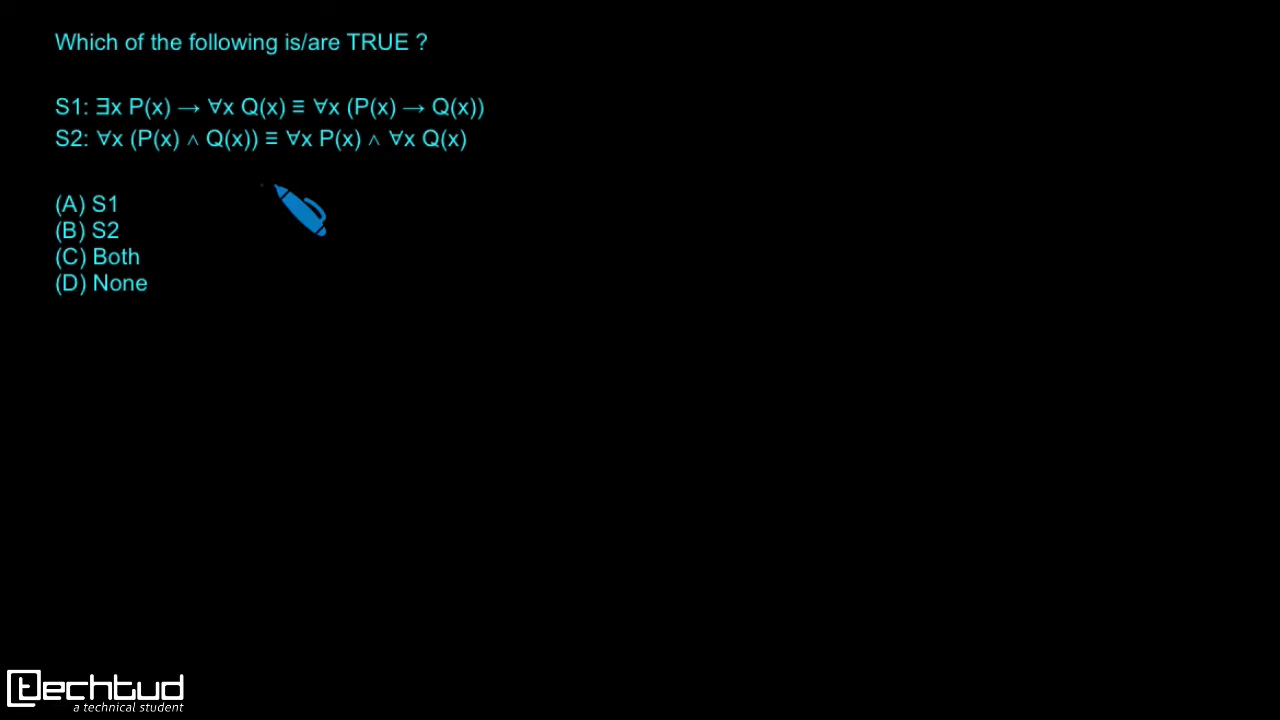 Which of the following is/are TRUE ?
S1: ∃x P(x) → ∀x Q(x) ≡ ∀x (P(x) → Q(x))
S2: ∀x (P(x) ∧ Q(x)) ≡ ∀x P(x) ∧ ∀x Q(x)
(A) S1
(B) S2
(C) Both
(D) None
techtud
a technical student